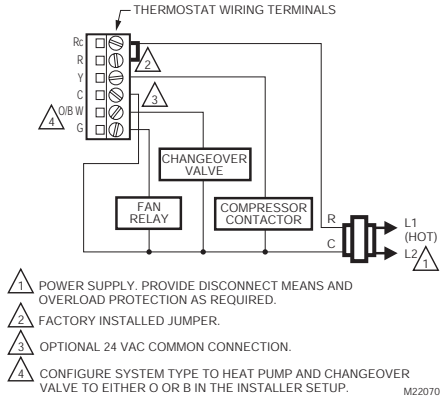 THERMOSTAT WIRING TERMINALS
Rc
R
Y
C
O/B W
G
2
3
4
CHANGEOVER
VALVE
FAN
RELAY
COMPRESSOR
CONTACTOR
R
C
L1
(HOT)
L2
1
1 POWER SUPPLY. PROVIDE DISCONNECT MEANS AND
OVERLOAD PROTECTION AS REQUIRED.
2 FACTORY INSTALLED JUMPER.
3 OPTIONAL 24 VAC COMMON CONNECTION.
4 CONFIGURE SYSTEM TYPE TO HEAT PUMP AND CHANGEOVER
VALVE TO EITHER O OR B IN THE INSTALLER SETUP.
M22070